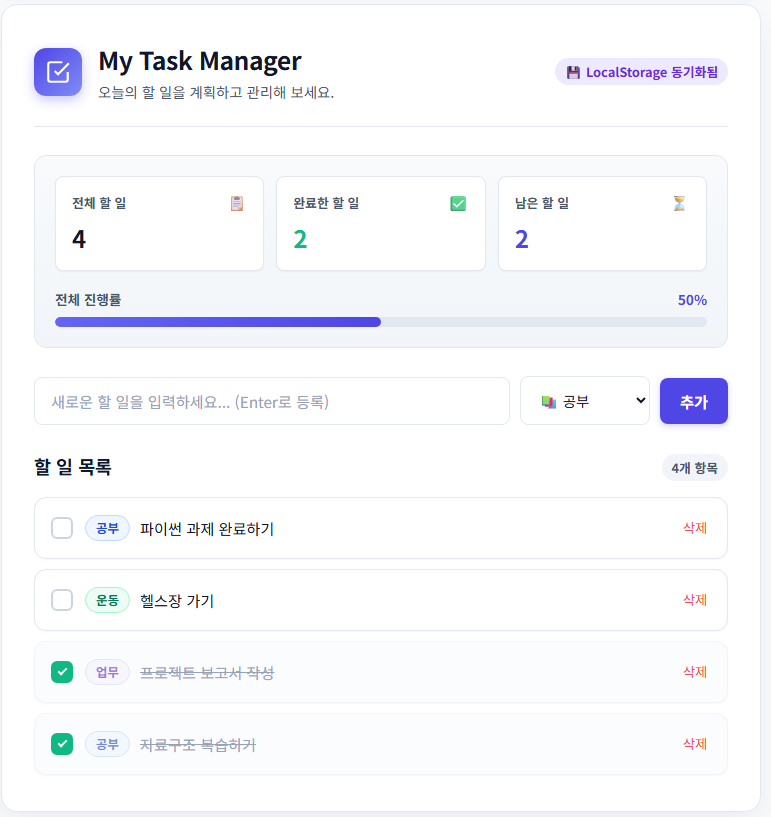 My Task Manager
오늘의 할 일을 계획하고 관리해 보세요.
💾 LocalStorage 동기화됨
전체 할 일 📋
4
완료한 할 일 ✅
2
남은 할 일 ⏳
2
전체 진행률 50%
새로운 할 일을 입력하세요... (Enter로 등록)
📚 공부
추가
할 일 목록
4개 항목
공부 파이썬 과제 완료하기 삭제
운동 헬스장 가기 삭제
업무 프로젝트 보고서 작성 삭제
공부 자료구조 복습하기 삭제